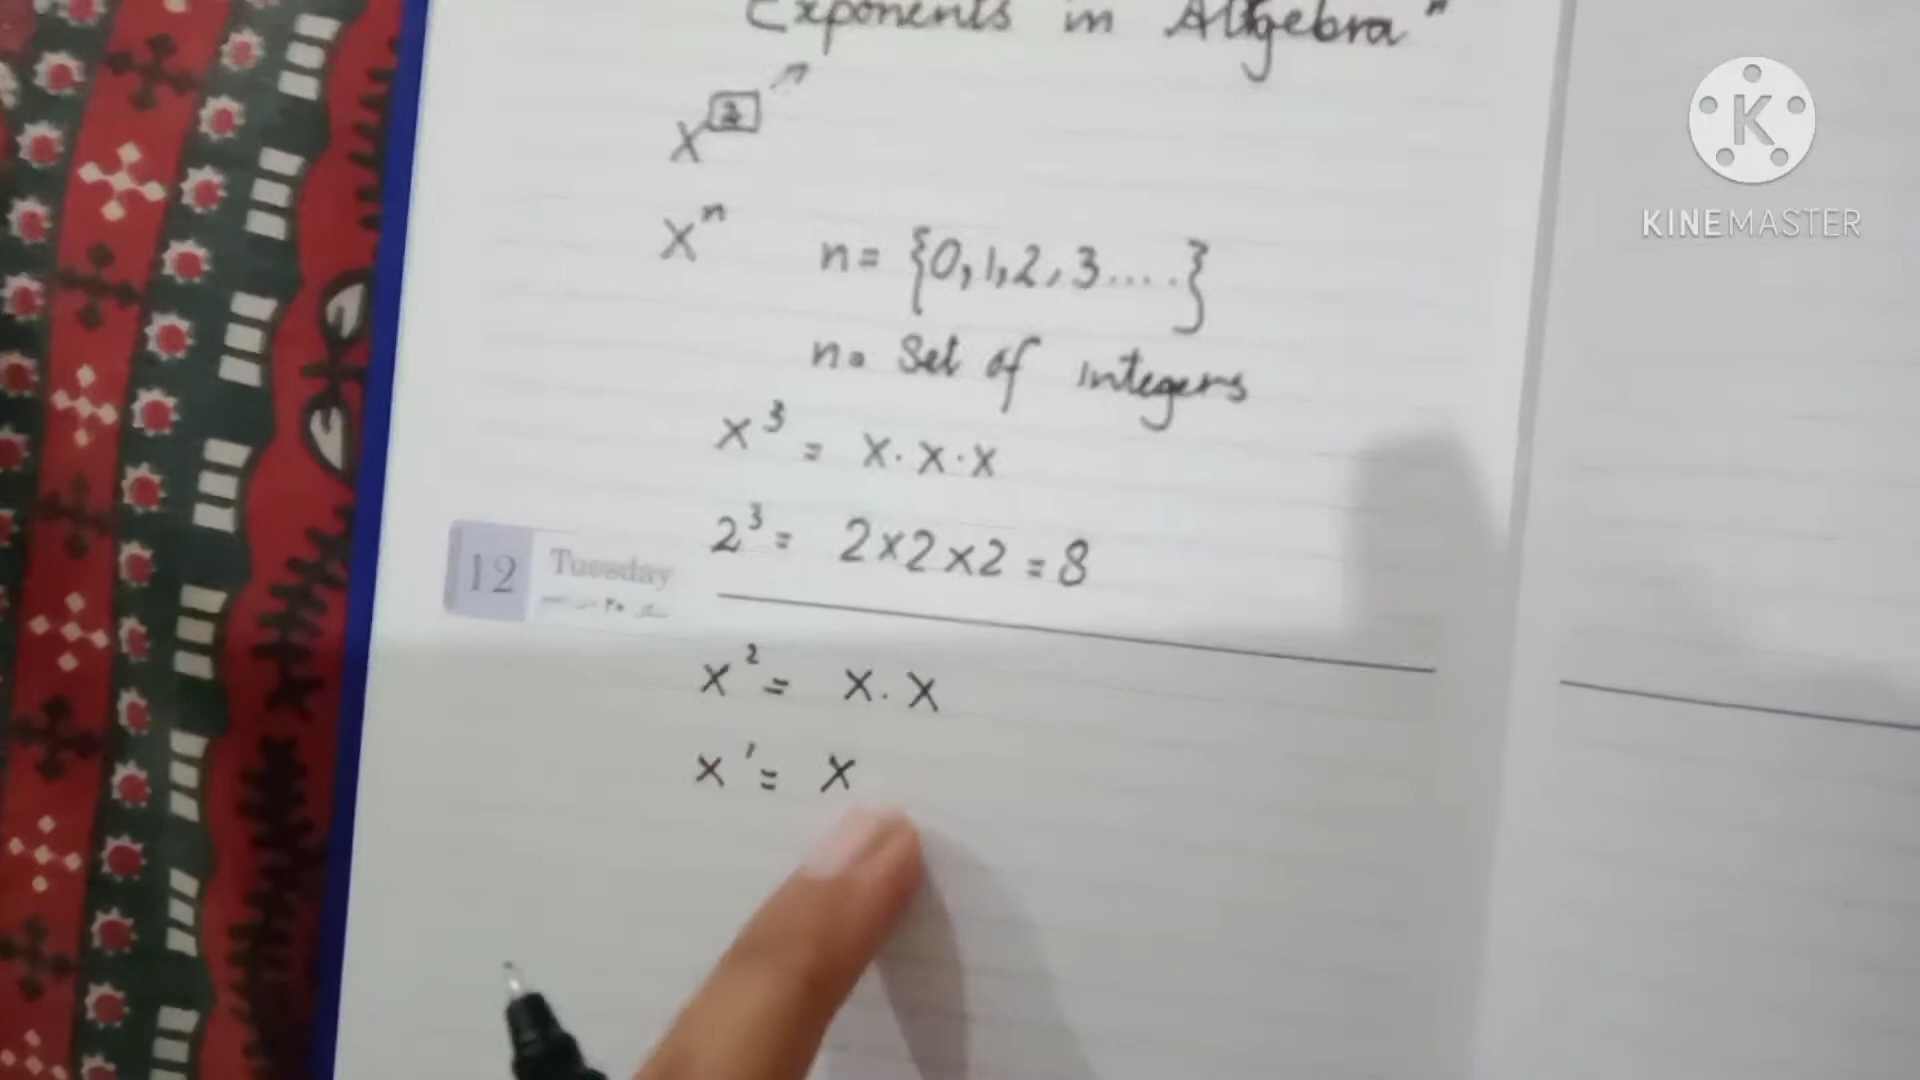 Exponents in Algebra"
x²
KINEMASTER
xⁿ n= {0,1,2,3....}
n= Set of integers
x³ = x.x.x
2³= 2×2×2=8
12 Tuesday
x²= x.x
x'= x